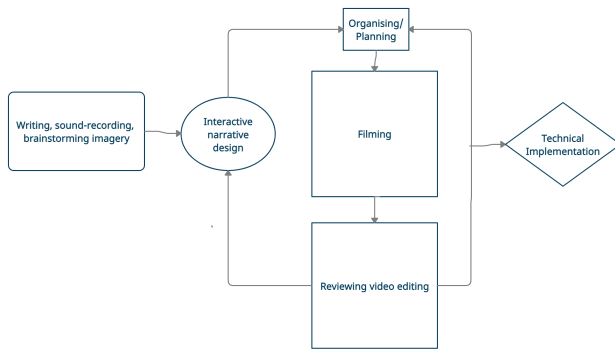 Organising/
Planning
Writing, sound-recording,
brainstorming imagery
Interactive
narrative
design
Filming
Technical
Implementation
Reviewing video editing